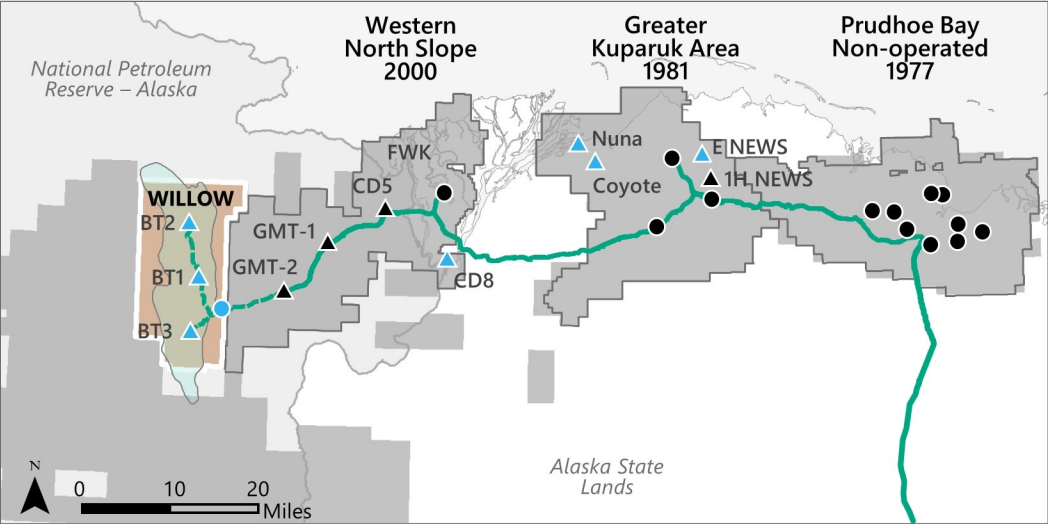 Western
North Slope
2000
Greater
Kuparuk Area
1981
Prudhoe Bay
Non-operated
1977
National Petroleum
Reserve – Alaska
Nuna
E NEWS
FWK
Coyote
1H NEWS
CD5
WILLOW
BT2
GMT-1
GMT-2
BT1
CD8
BT3
Alaska State
Lands
N
0 10 20
Miles